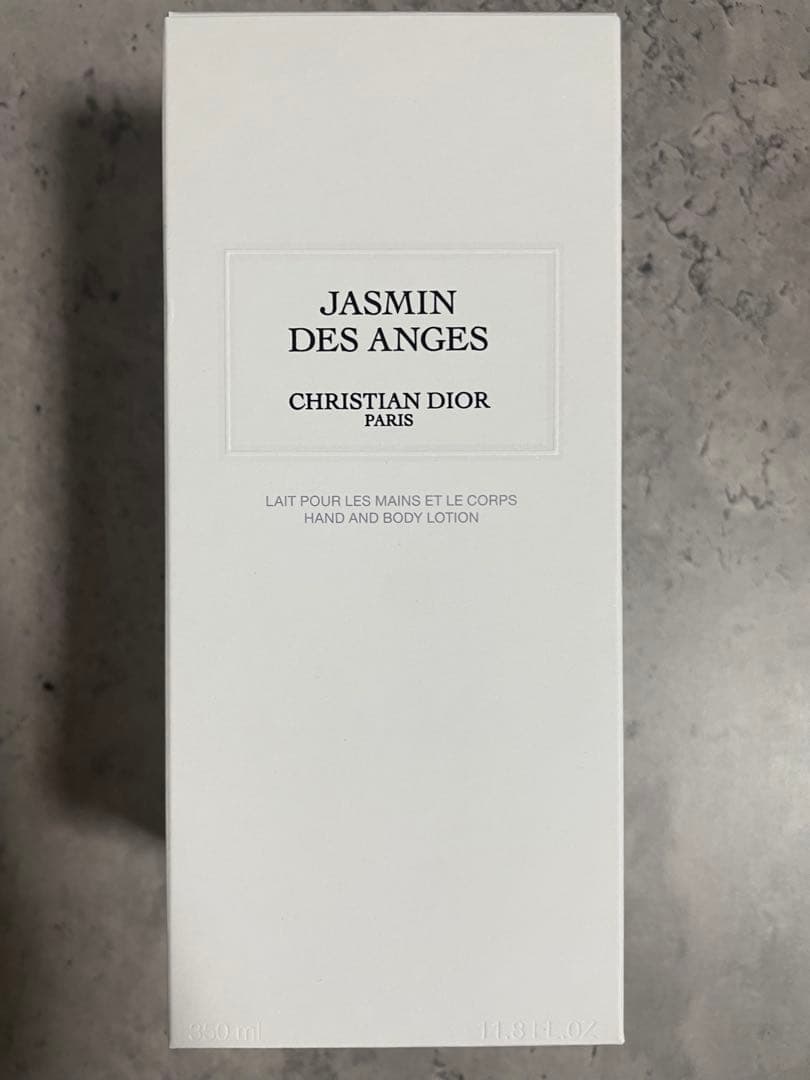 JASMIN
DES ANGES
CHRISTIAN DIOR
PARIS
LAIT POUR LES MAINS ET LE CORPS
HAND AND BODY LOTION
350 ml 11.8 FL.OZ